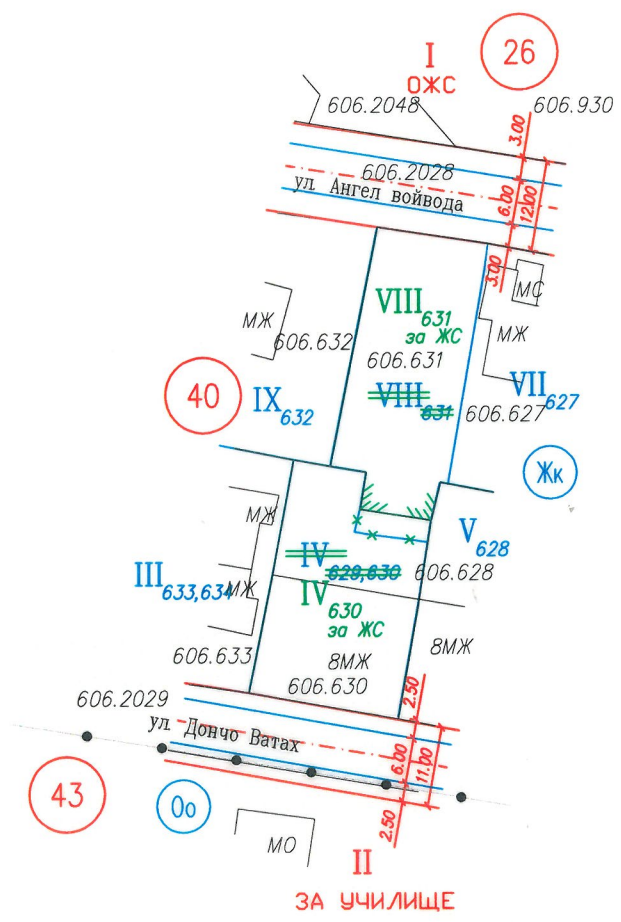 26
I
ОЖС
606.2048
606.930
3.00
606.2028
ул. Ангел войвода
6.00
12.00
3.00
МС
VIII 631
за ЖС
МЖ
606.632
606.631
МЖ
40
IX 632
VIII 631
VII 627
606.627
Жк
МЖ
V 628
IV 629,630
606.628
III 633,634
МЖ
IV 630
за ЖС
606.633
8МЖ
8МЖ
606.630
606.2029
2.50
ул. Дончо Ватах
6.00
11.00
43
Оо
2.50
МО
II
ЗА УЧИЛИЩЕ